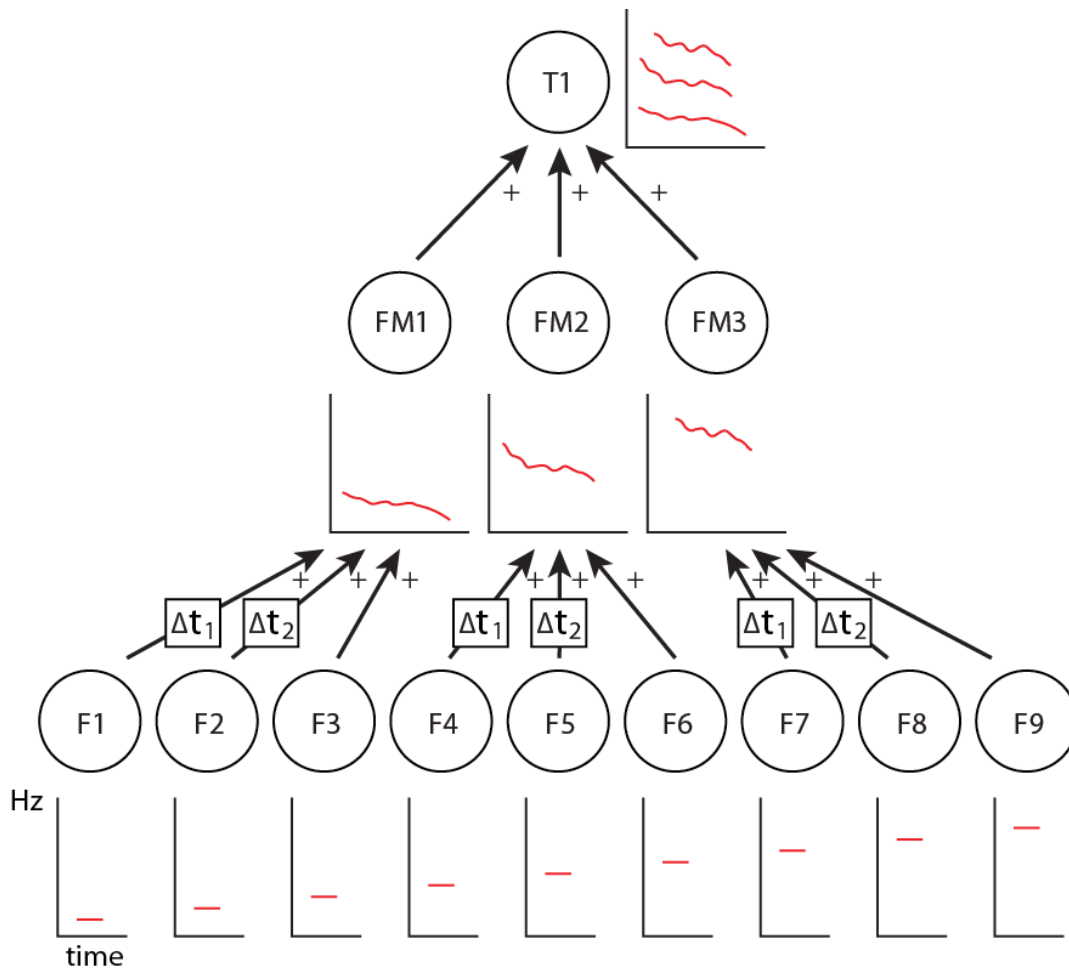 T1
+ + +
FM1 FM2 FM3
+ + + + + + + + +
Δt₁ Δt₂ Δt₁ Δt₂ Δt₁ Δt₂
F1 F2 F3 F4 F5 F6 F7 F8 F9
Hz
time